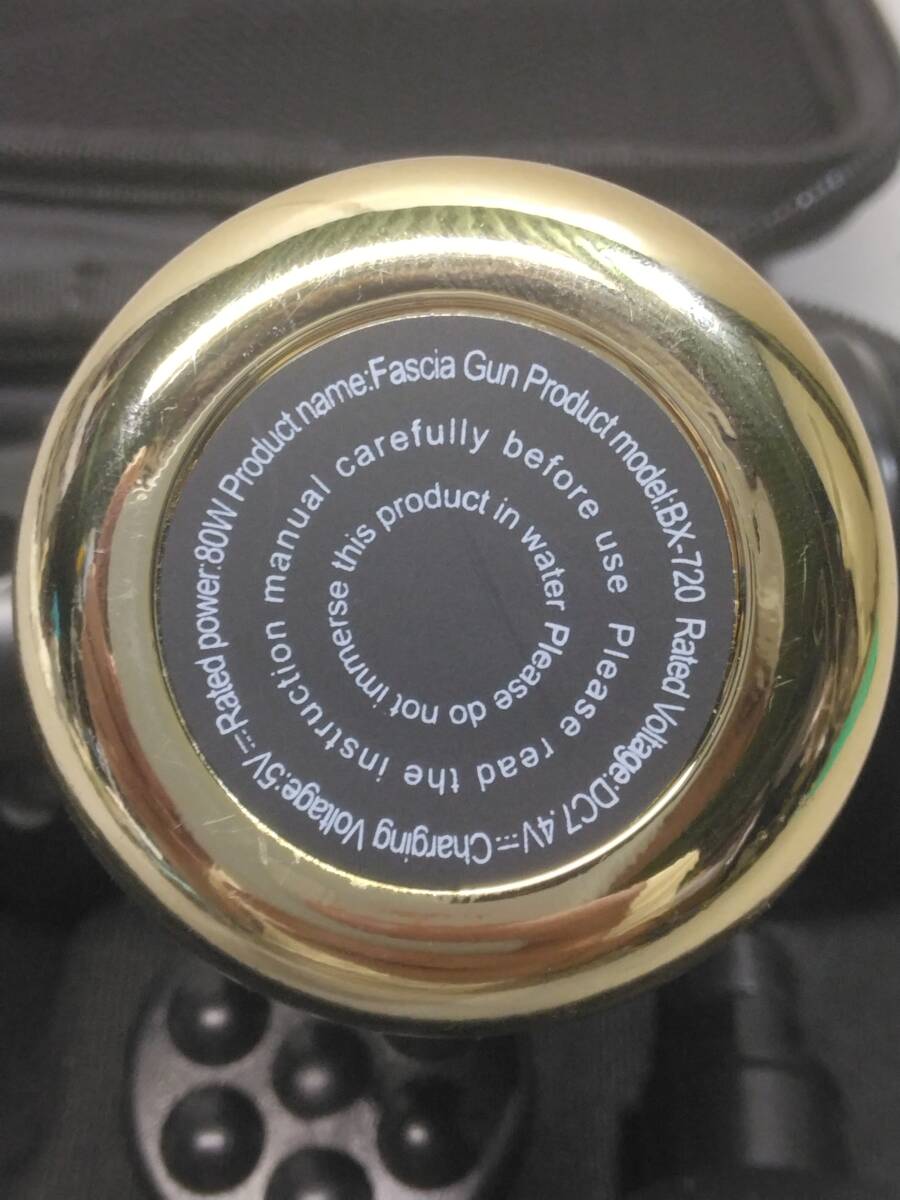 Product name:Fascia Gun Product model:BX-720 Rated Voltage:DC7.4V⎓Charging Voltage:5V⎓Rated power:80W
Please read the instruction manual carefully before use
Please do not immerse this product in water